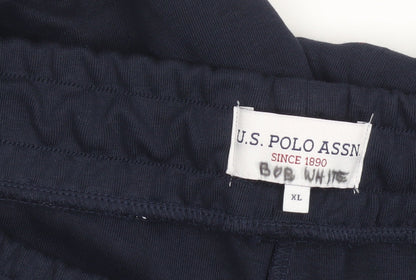 U.S. POLO ASSN.
SINCE 1890
BOB WHITE
XL